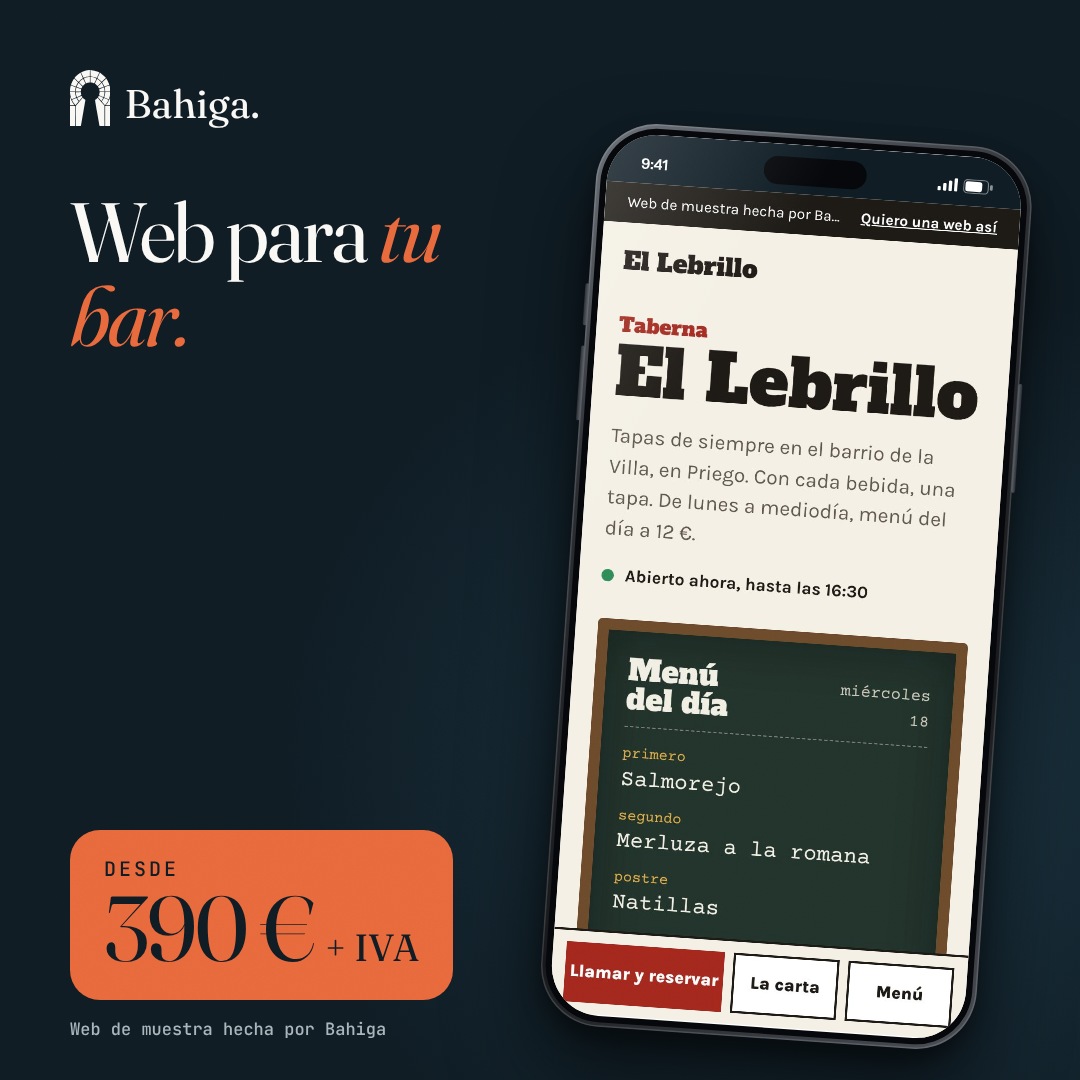 Bahiga.
Web para tu
bar.
DESDE
390 € + IVA
Web de muestra hecha por Bahiga
9:41
Web de muestra hecha por Ba… Quiero una web así
El Lebrillo
Taberna
El Lebrillo
Tapas de siempre en el barrio de la
Villa, en Priego. Con cada bebida, una
tapa. De lunes a mediodía, menú del
día a 12 €.
Abierto ahora, hasta las 16:30
Menú
del día
miércoles
18
primero
Salmorejo
segundo
Merluza a la romana
postre
Natillas
Llamar y reservar La carta Menú